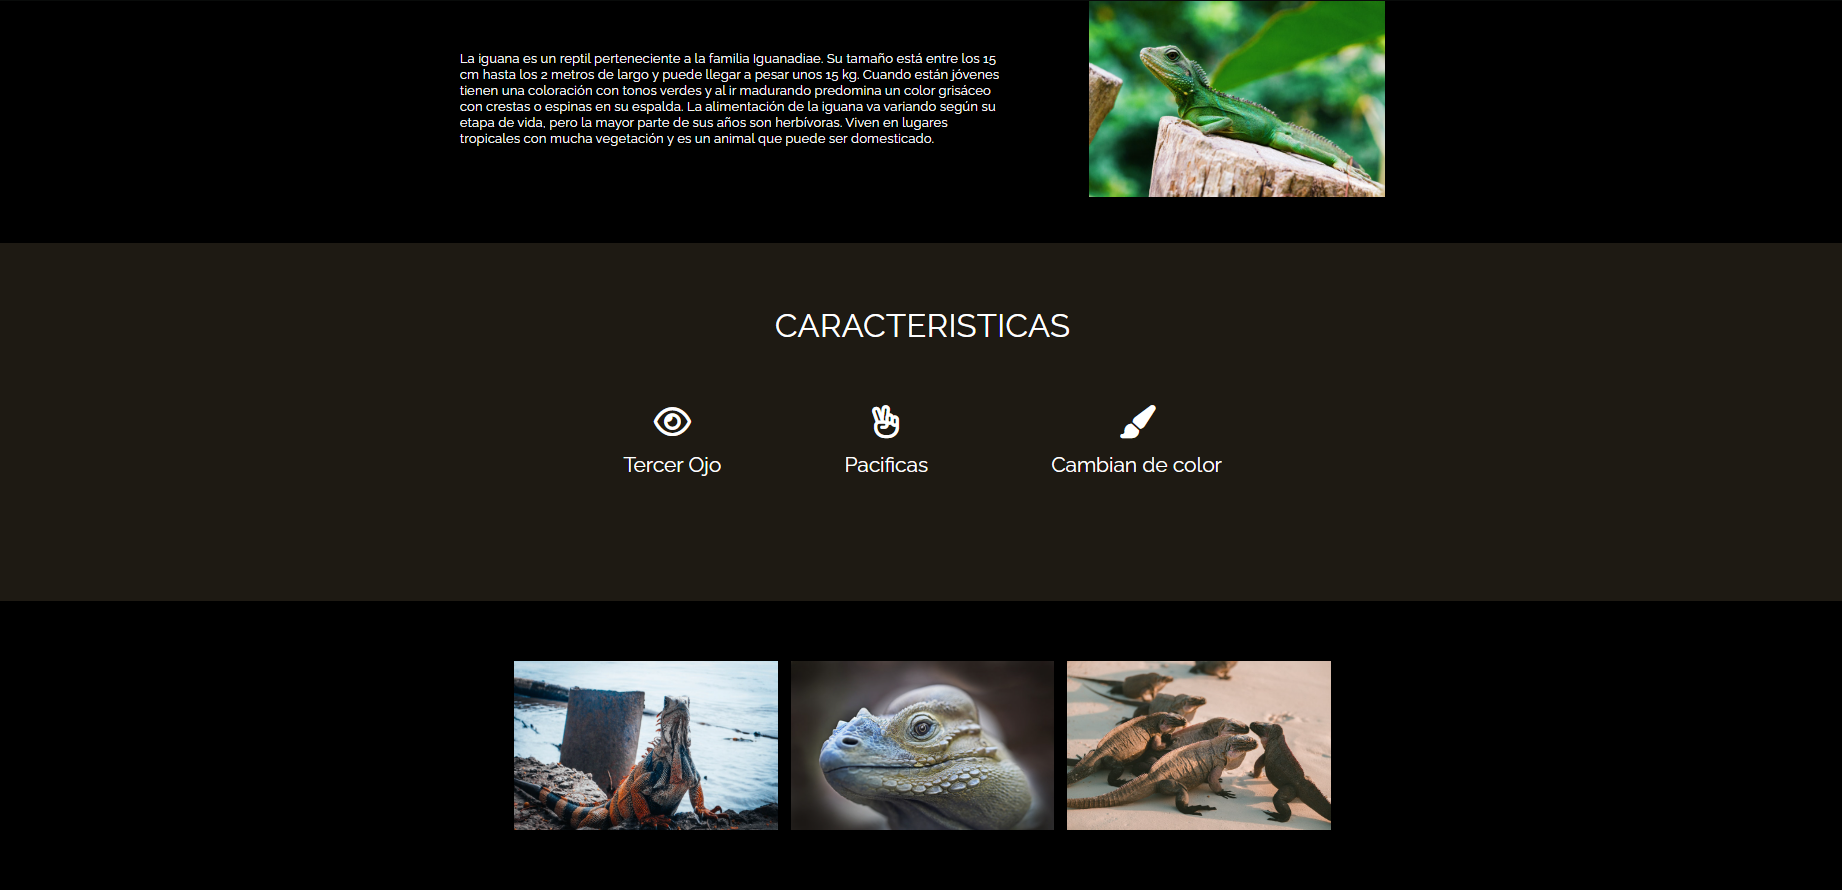 La iguana es un reptil perteneciente a la familia Iguanadiae. Su tamaño está entre los 15
cm hasta los 2 metros de largo y puede llegar a pesar unos 15 kg. Cuando están jóvenes
tienen una coloración con tonos verdes y al ir madurando predomina un color grisáceo
con crestas o espinas en su espalda. La alimentación de la iguana va variando según su
etapa de vida, pero la mayor parte de sus años son herbívoras. Viven en lugares
tropicales con mucha vegetación y es un animal que puede ser domesticado.
CARACTERISTICAS
Tercer Ojo
Pacificas
Cambian de color